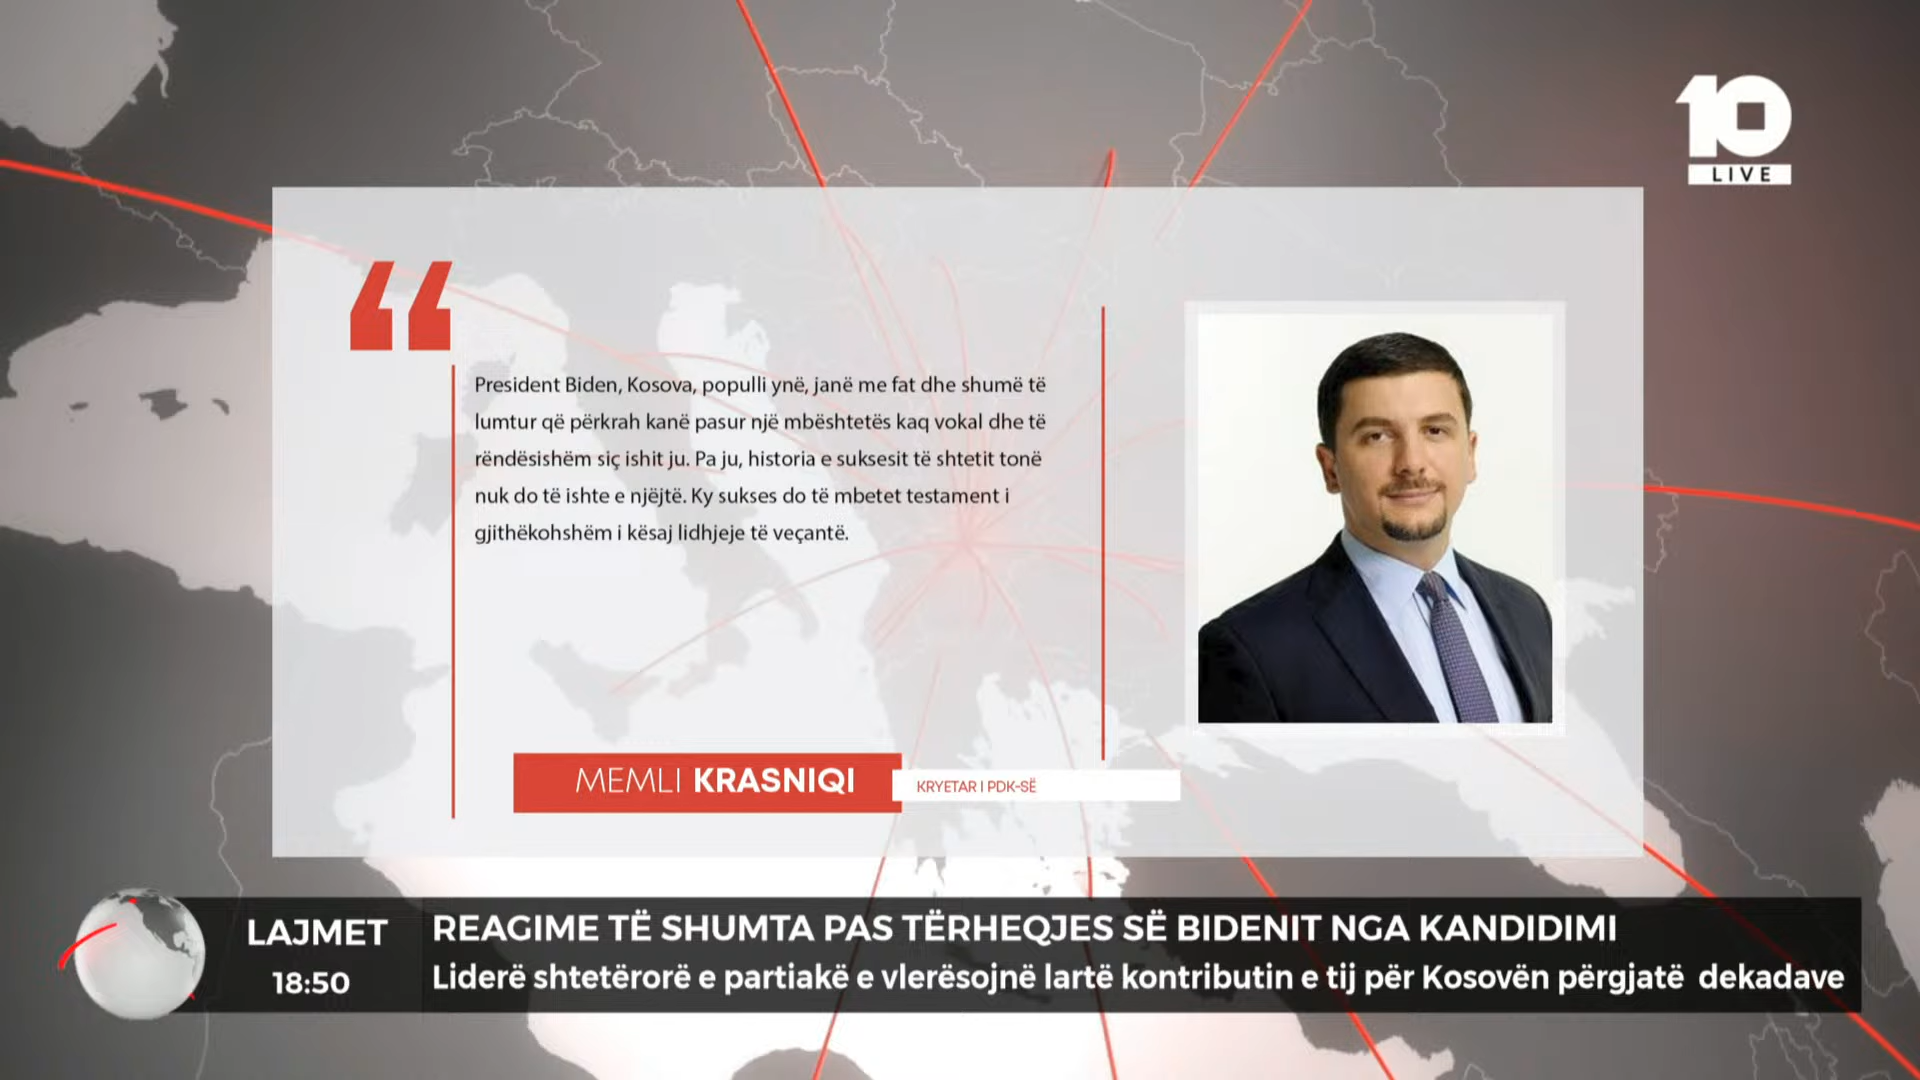 10
LIVE
President Biden, Kosova, populli ynë, janë me fat dhe shumë të
lumtur që përkrah kanë pasur një mbështetës kaq vokal dhe të
rëndësishëm siç ishit ju. Pa ju, historia e suksesit të shtetit tonë
nuk do të ishte e njëjtë. Ky sukses do të mbetet testament i
gjithëkohshëm i kësaj lidhjeje të veçantë.
MEMLI KRASNIQI
KRYETAR I PDK-SË
LAJMET
18:50
REAGIME TË SHUMTA PAS TËRHEQJES SË BIDENIT NGA KANDIDIMI
Liderë shtetërorë e partiakë e vlerësojnë lartë kontributin e tij për Kosovën përgjatë dekadave